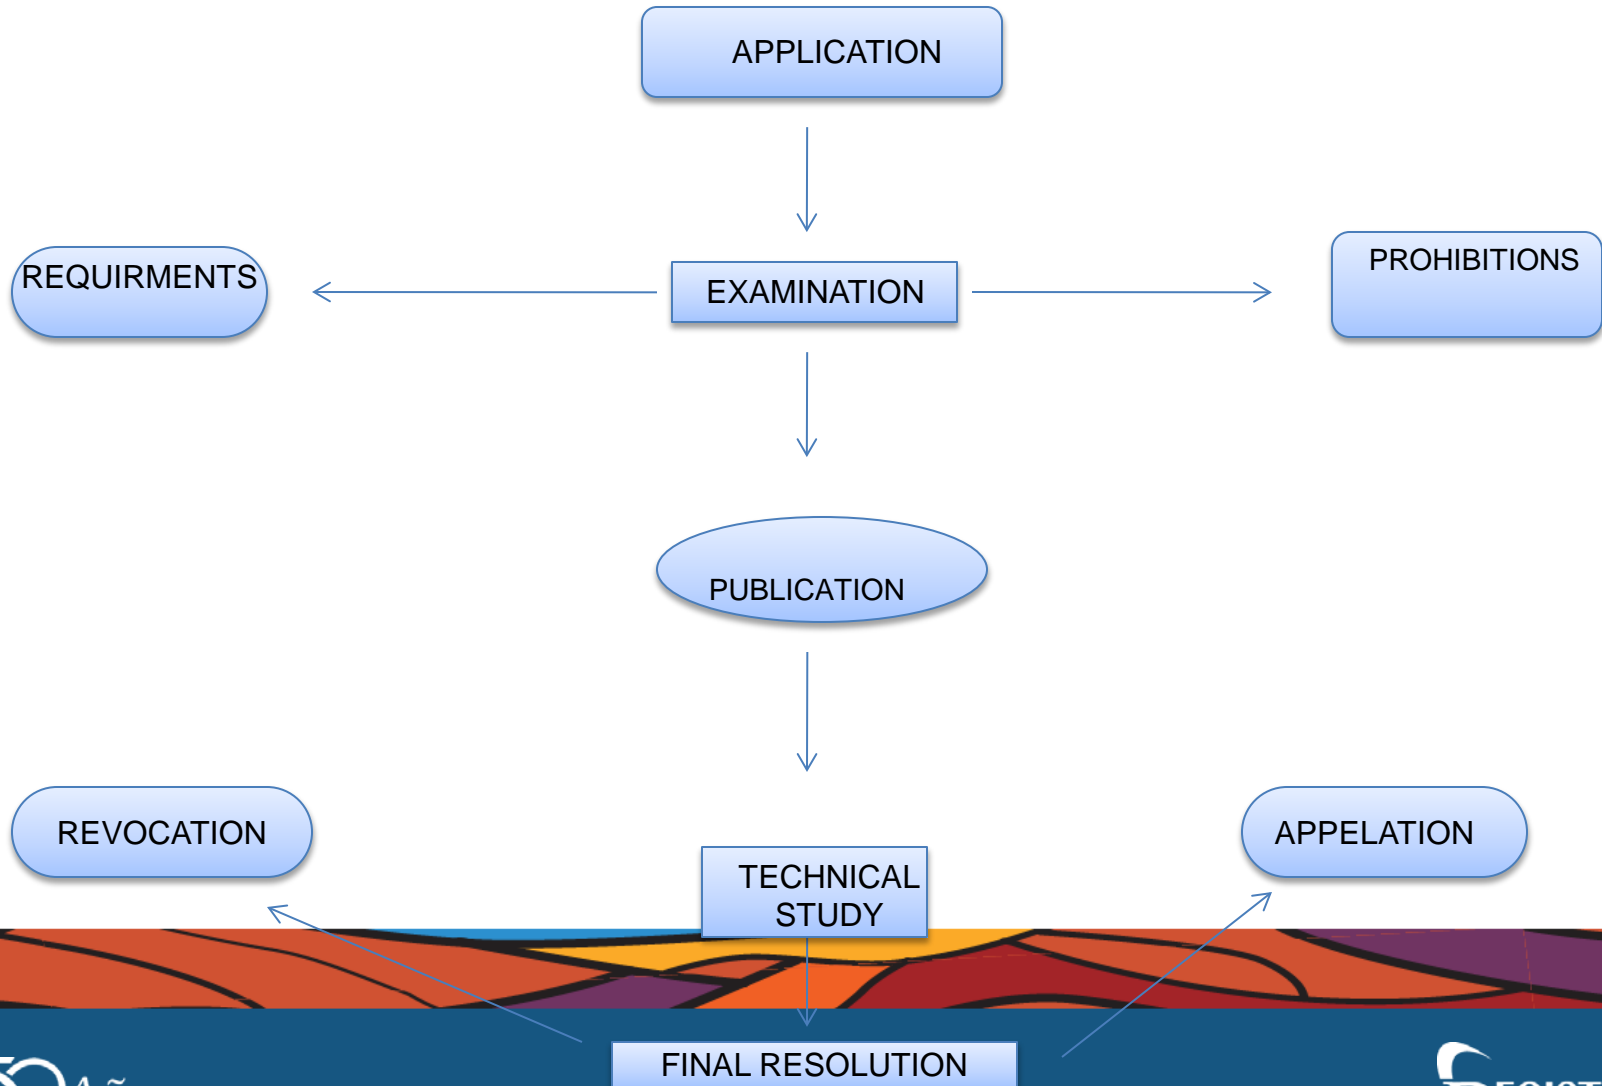 APPLICATION
REQUIRMENTS
EXAMINATION
PROHIBITIONS
PUBLICATION
REVOCATION
TECHNICAL
STUDY
APPELATION
FINAL RESOLUTION